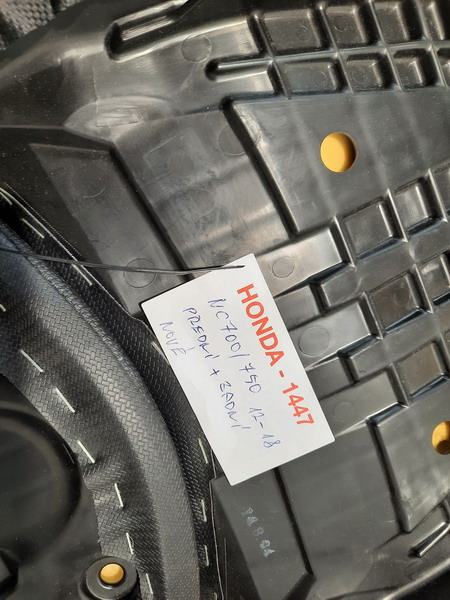 HONDA - 1447
NC700/750 12-18
PŘEDNÍ + ZADNÍ
NOVÉ